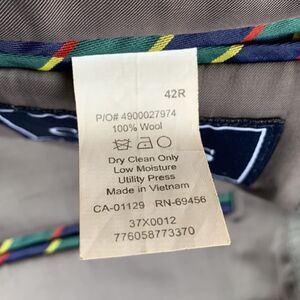 42R
P/O# 4900027974
100% Wool
Dry Clean Only
Low Moisture
Utility Press
Made in Vietnam
CA-01129 RN-69456
37X0012
776058773370